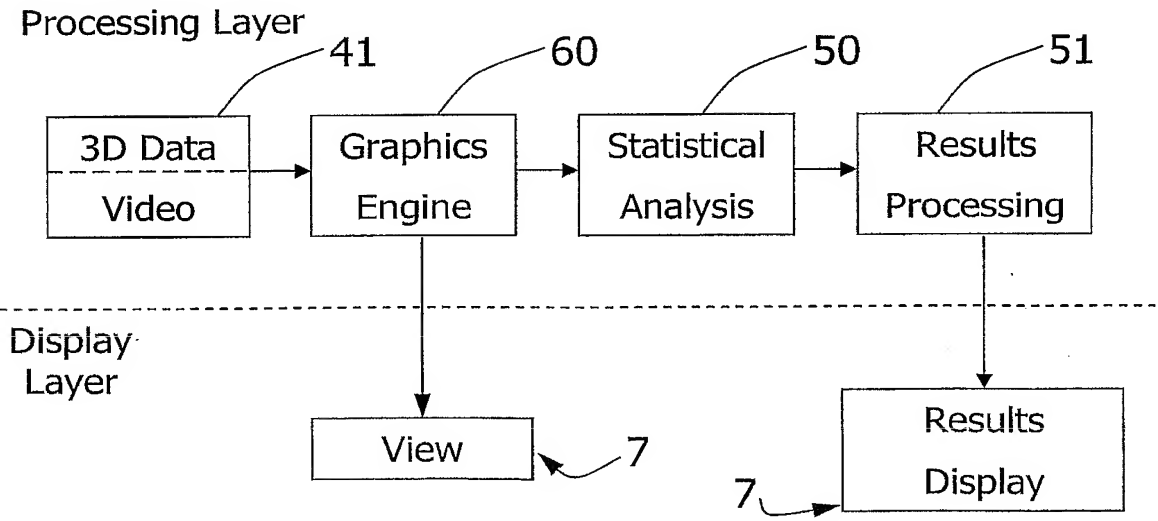 Processing Layer
41
60
50
51
3D Data
Video
Graphics
Engine
Statistical
Analysis
Results
Processing
Display
Layer
View
7
Results
Display
7